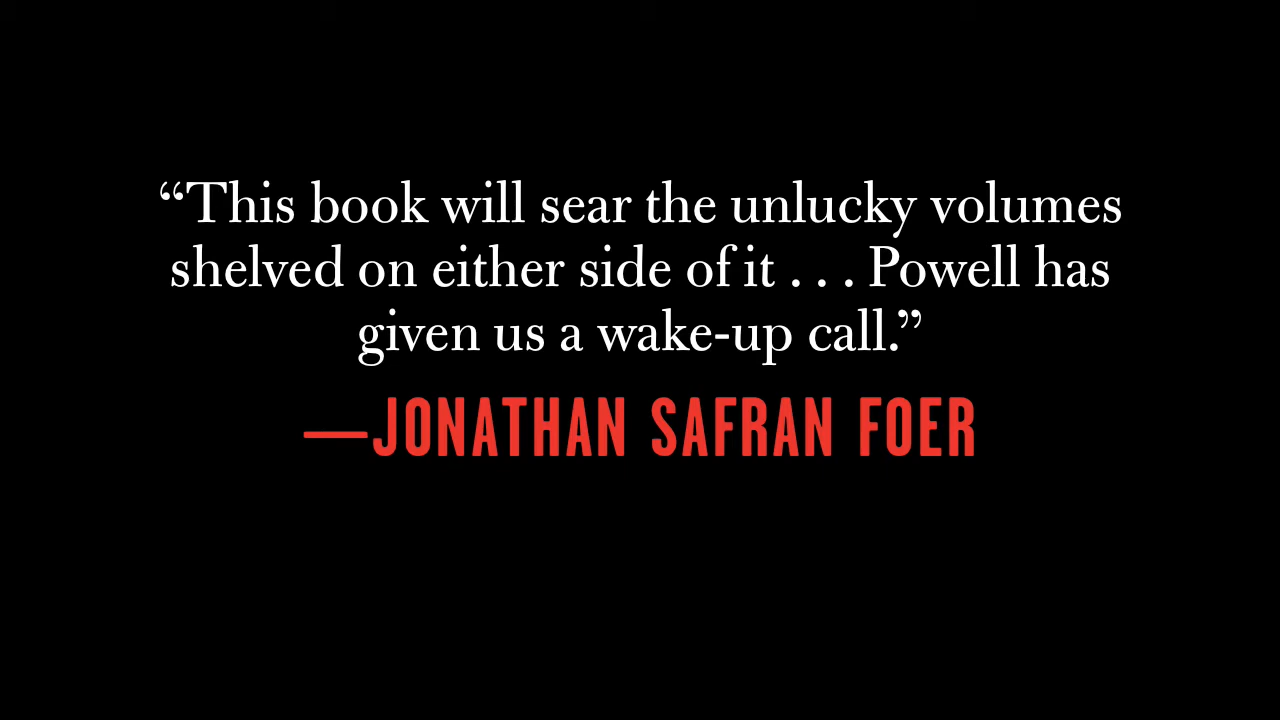 “This book will sear the unlucky volumes
shelved on either side of it . . . Powell has
given us a wake-up call.”
—JONATHAN SAFRAN FOER